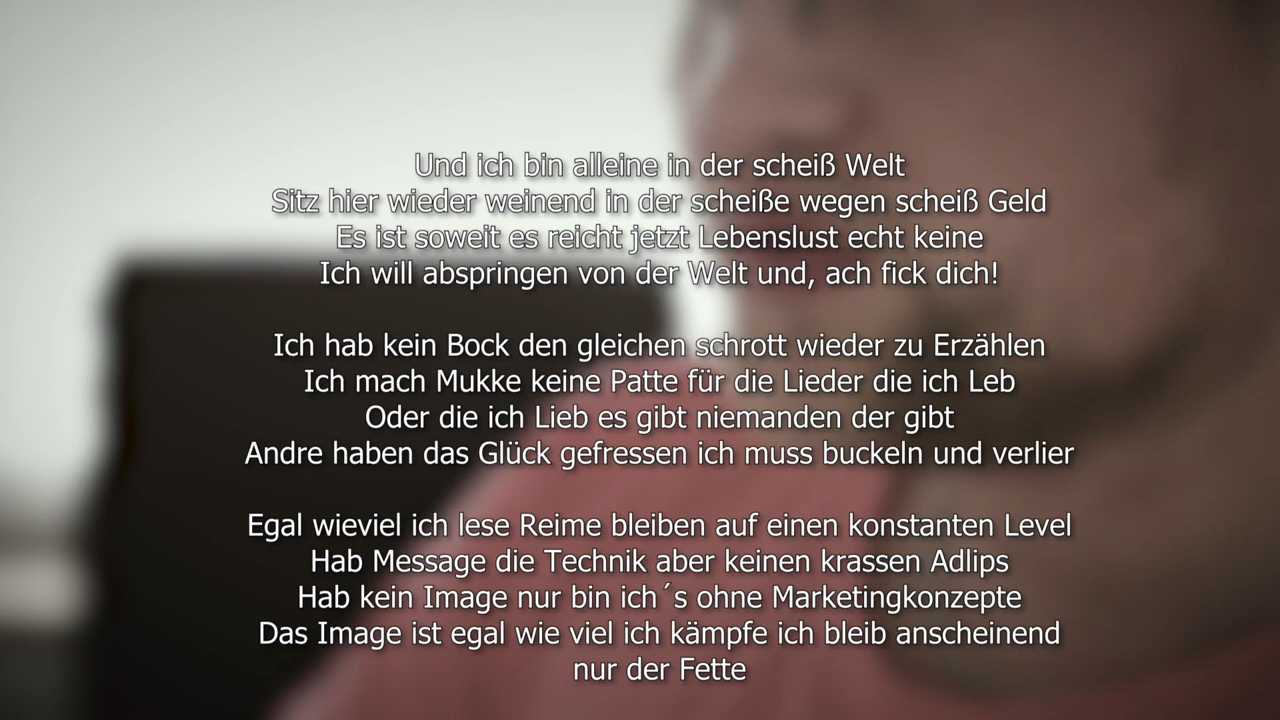 Und ich bin alleine in der scheiß Welt
Sitz hier wieder weinend in der scheiße wegen scheiß Geld
Es ist soweit es reicht jetzt Lebenslust echt keine
Ich will abspringen von der Welt und, ach fick dich!
Ich hab kein Bock den gleichen schrott wieder zu Erzählen
Ich mach Mukke keine Patte für die Lieder die ich Leb
Oder die ich Lieb es gibt niemanden der gibt
Andre haben das Glück gefressen ich muss buckeln und verlier
Egal wieviel ich lese Reime bleiben auf einen konstanten Level
Hab Message die Technik aber keinen krassen Adlips
Hab kein Image nur bin ich´s ohne Marketingkonzepte
Das Image ist egal wie viel ich kämpfe ich bleib anscheinend
nur der Fette